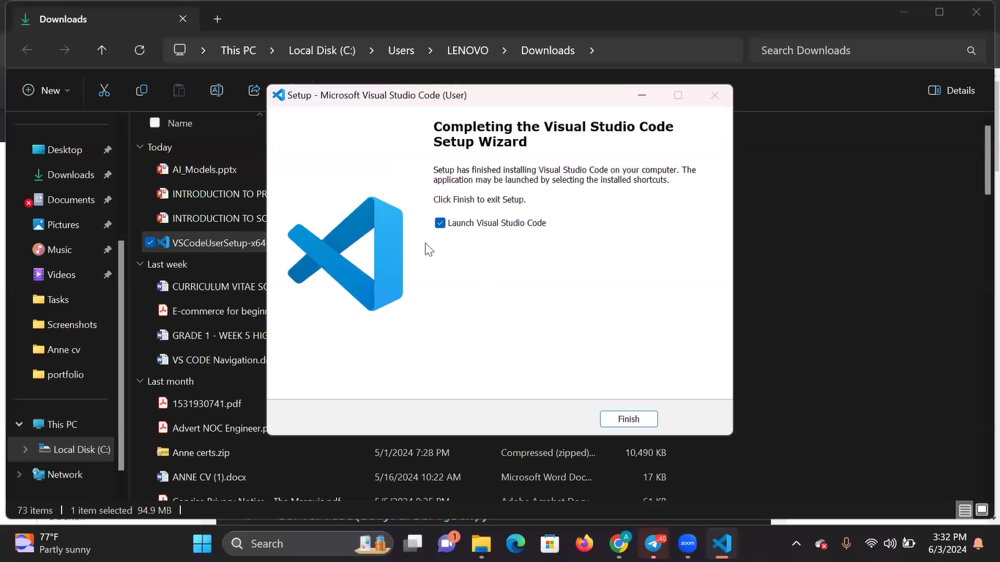 Downloads
This PC
Local Disk (C:)
Users
LENOVO
Downloads
Search Downloads
New
Details
Setup - Microsoft Visual Studio Code (User)
Completing the Visual Studio Code
Setup Wizard
Setup has finished installing Visual Studio Code on your computer. The
application may be launched by selecting the installed shortcuts.
Click Finish to exit Setup.
Launch Visual Studio Code
Finish
Desktop
Downloads
Documents
Pictures
Music
Videos
Tasks
Screenshots
Anne cv
portfolio
This PC
Local Disk (C:)
Network
Name
Today
AI_Models.pptx
INTRODUCTION TO PR
INTRODUCTION TO SC
VSCodeUserSetup-x64-
Last week
CURRICULUM VITAE SC
E-commerce for begin
GRADE 1 - WEEK 5 HIG
VS CODE Navigation.d
Last month
1531930741.pdf
Advert NOC Engineer.p
Anne certs.zip 5/1/2024 7:28 PM Compressed (zipped)... 10,490 KB
ANNE CV (1).docx 5/16/2024 10:22 AM Microsoft Word Doc... 17 KB
73 items
1 item selected 94.9 MB
77°F
Partly sunny
Search
1
A
40
zoom
3:32 PM
6/3/2024